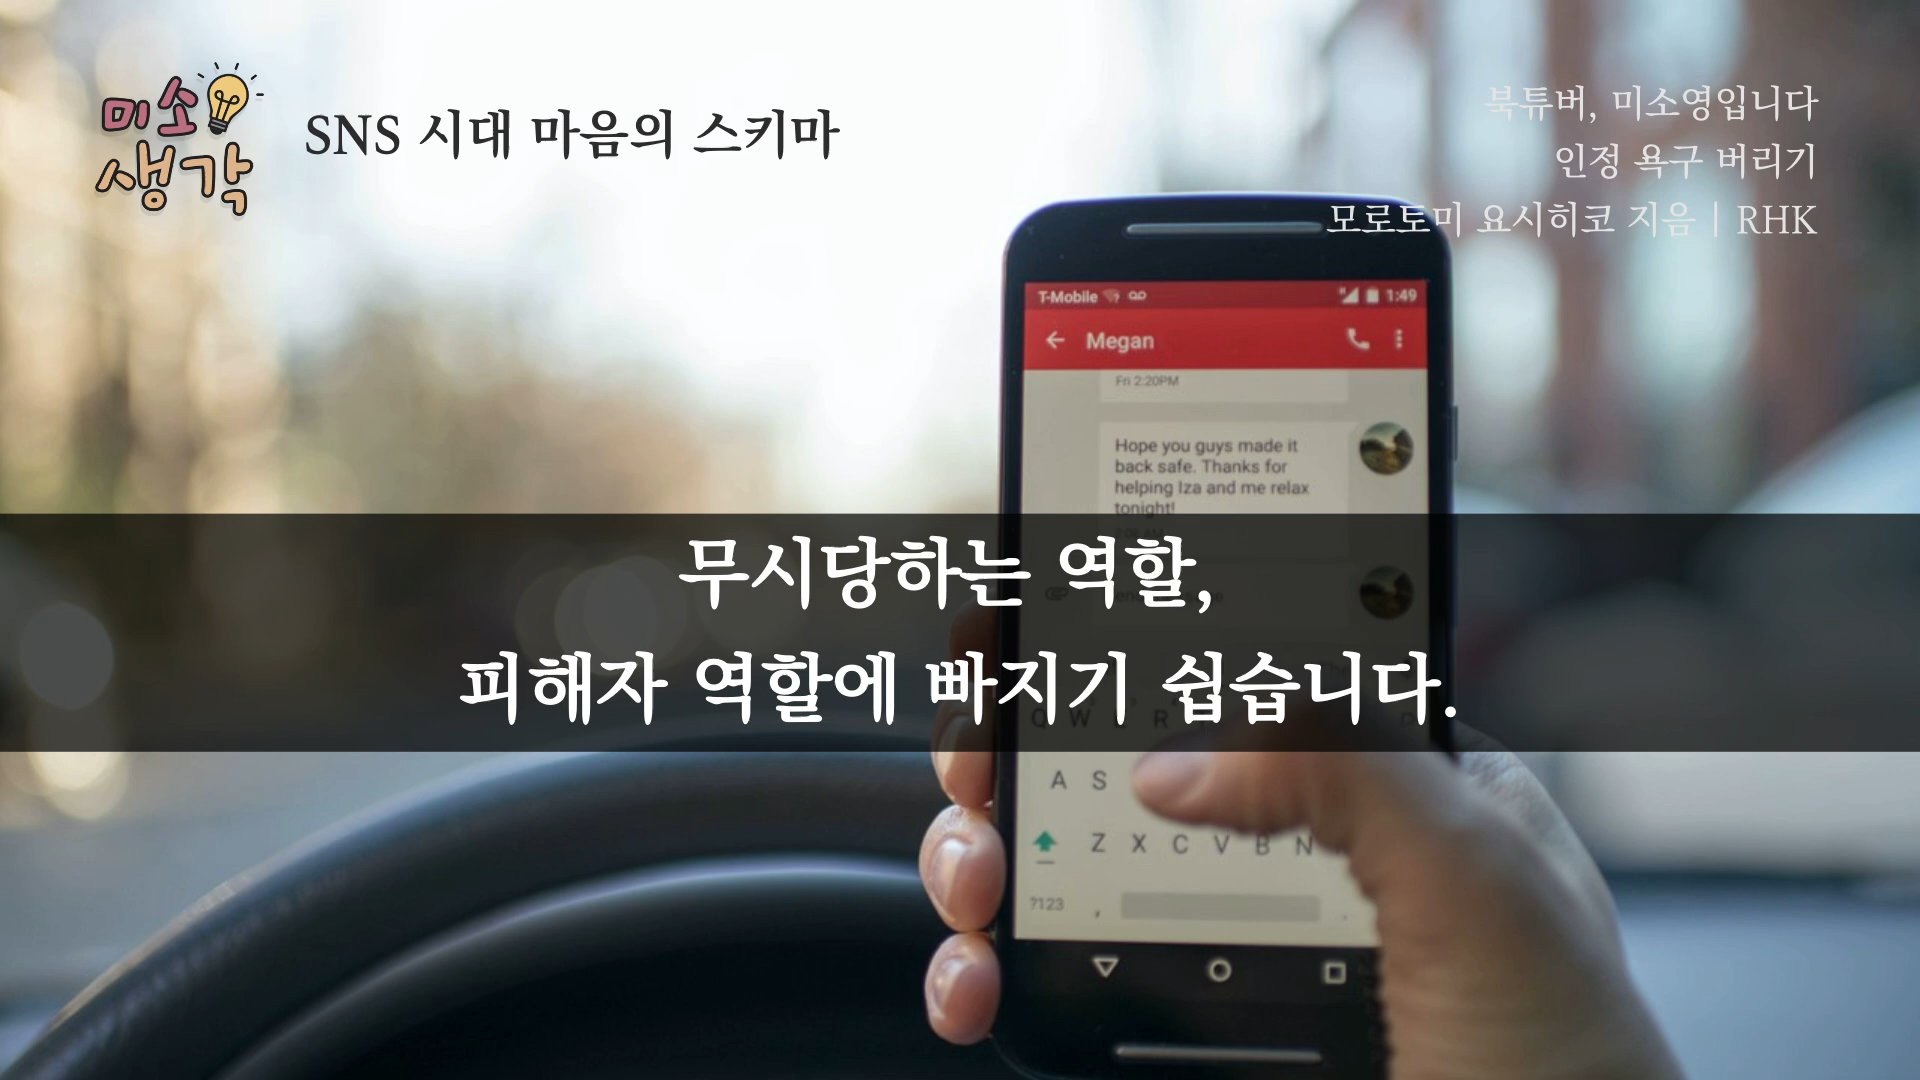 미소
생각
SNS 시대 마음의 스키마
북튜버, 미소영입니다
인정 욕구 버리기
모로토미 요시히코 지음 | RHK
T-Mobile 1:49
Megan
Fri 2:20PM
Hope you guys made it
back safe. Thanks for
helping Iza and me relax
tonight!
무시당하는 역할,
피해자 역할에 빠지기 쉽습니다.
Q W R
A S
Z X C V B N
?123 , .